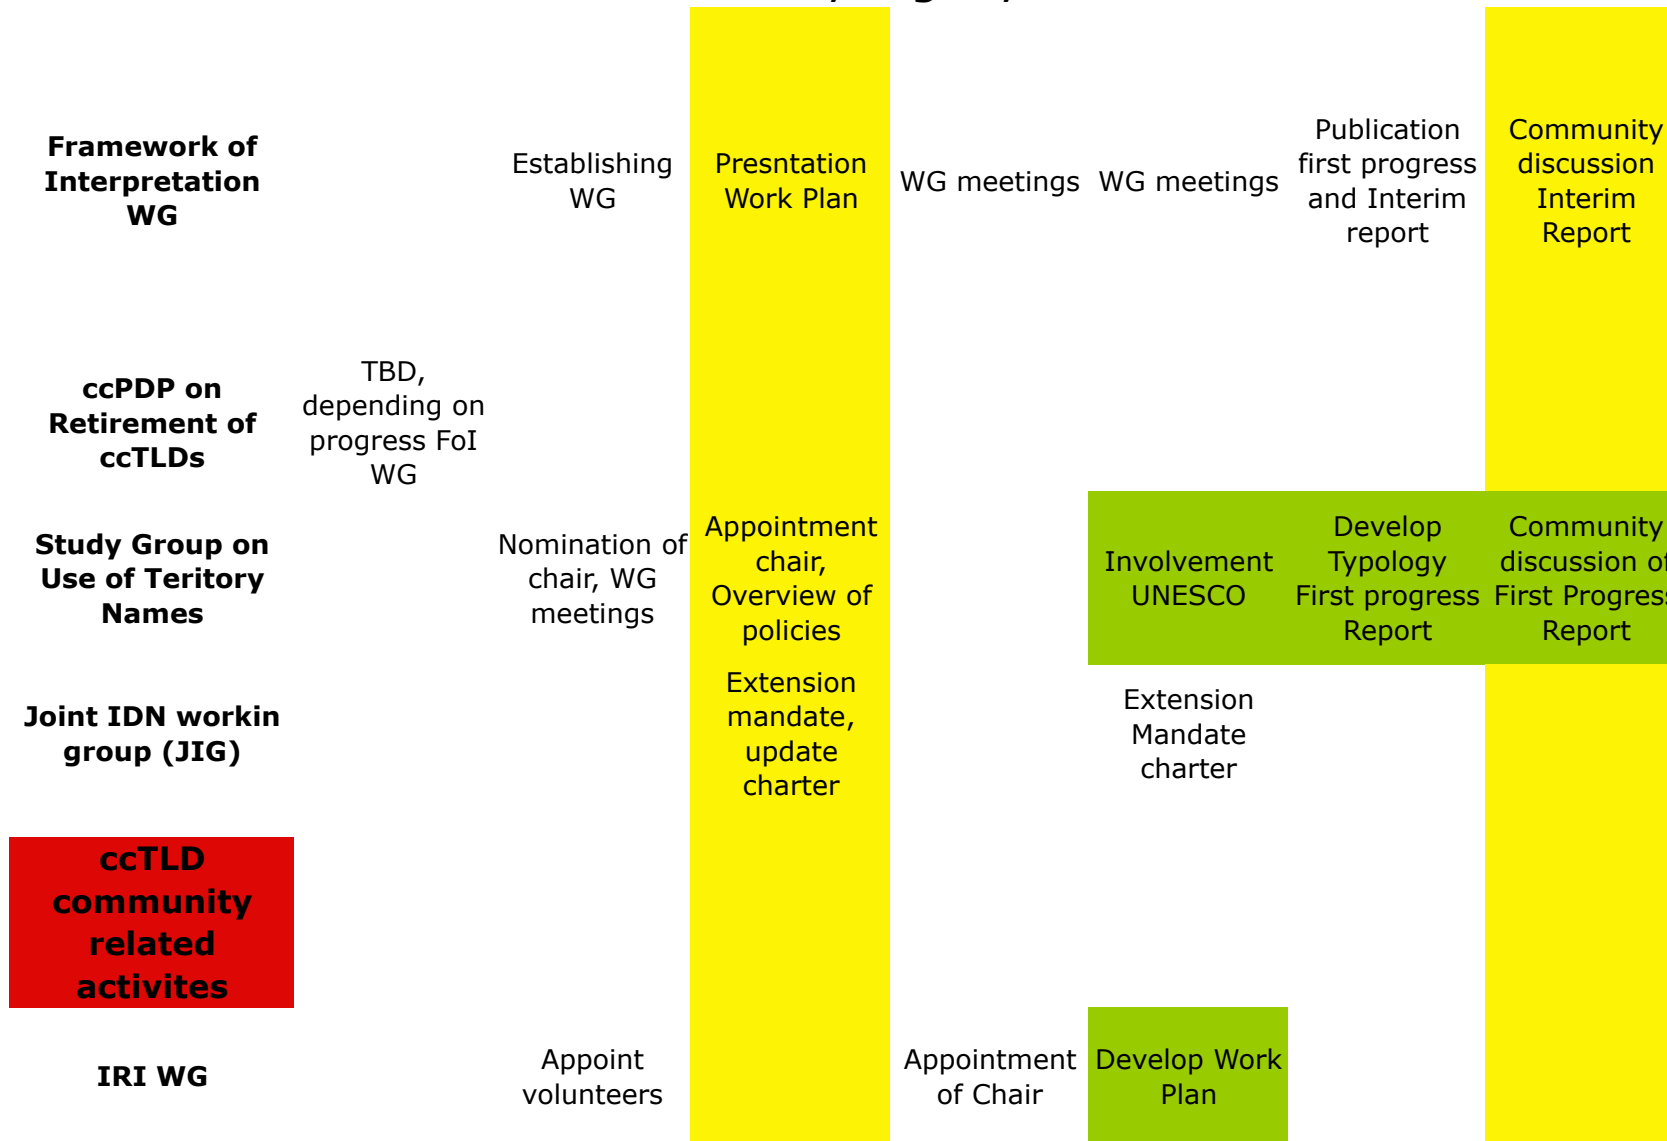 Framework of
Interpretation
WG
Establishing
WG
Presntation
Work Plan
WG meetings
WG meetings
Publication
first progress
and Interim
report
Community
discussion
Interim
Report
ccPDP on
Retirement of
ccTLDs
TBD,
depending on
progress FoI
WG
Study Group on
Use of Teritory
Names
Nomination of
chair, WG
meetings
Appointment
chair,
Overview of
policies
Involvement
UNESCO
Develop
Typology
First progress
Report
Community
discussion of
First Progress
Report
Joint IDN workin
group (JIG)
Extension
mandate,
update
charter
Extension
Mandate
charter
ccTLD
community
related
activites
IRI WG
Appoint
volunteers
Appointment
of Chair
Develop Work
Plan